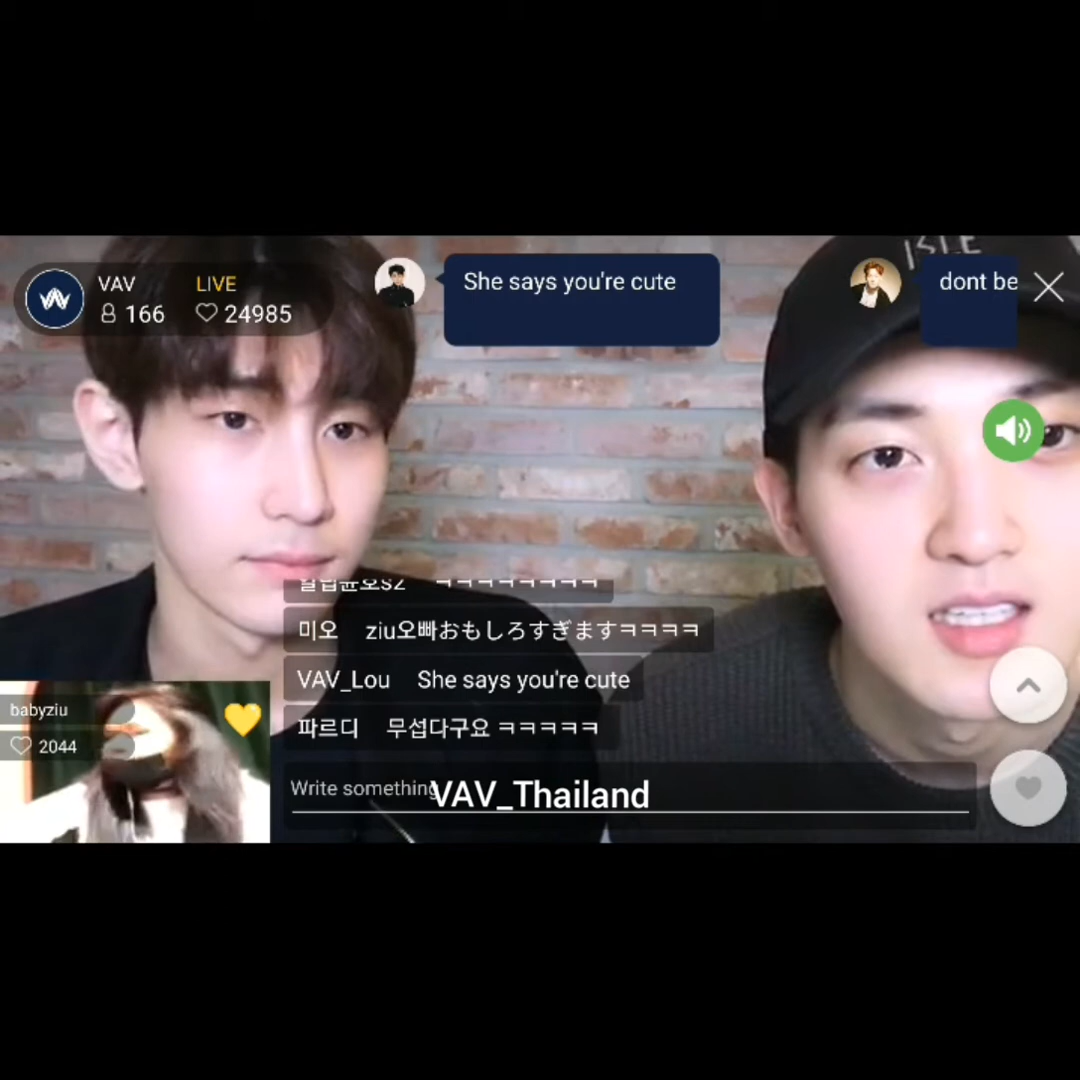 VAV LIVE
166 24985
She says you're cute
dont be
ISLE
ㅋㅋㅋㅋㅋㅋㅋㅋ
미오 ziu오빠おもしろすぎますㅋㅋㅋㅋ
VAV_Lou She says you're cute
파르디 무섭다구요 ㅋㅋㅋㅋㅋ
babyziu
2044
Write something
VAV_Thailand